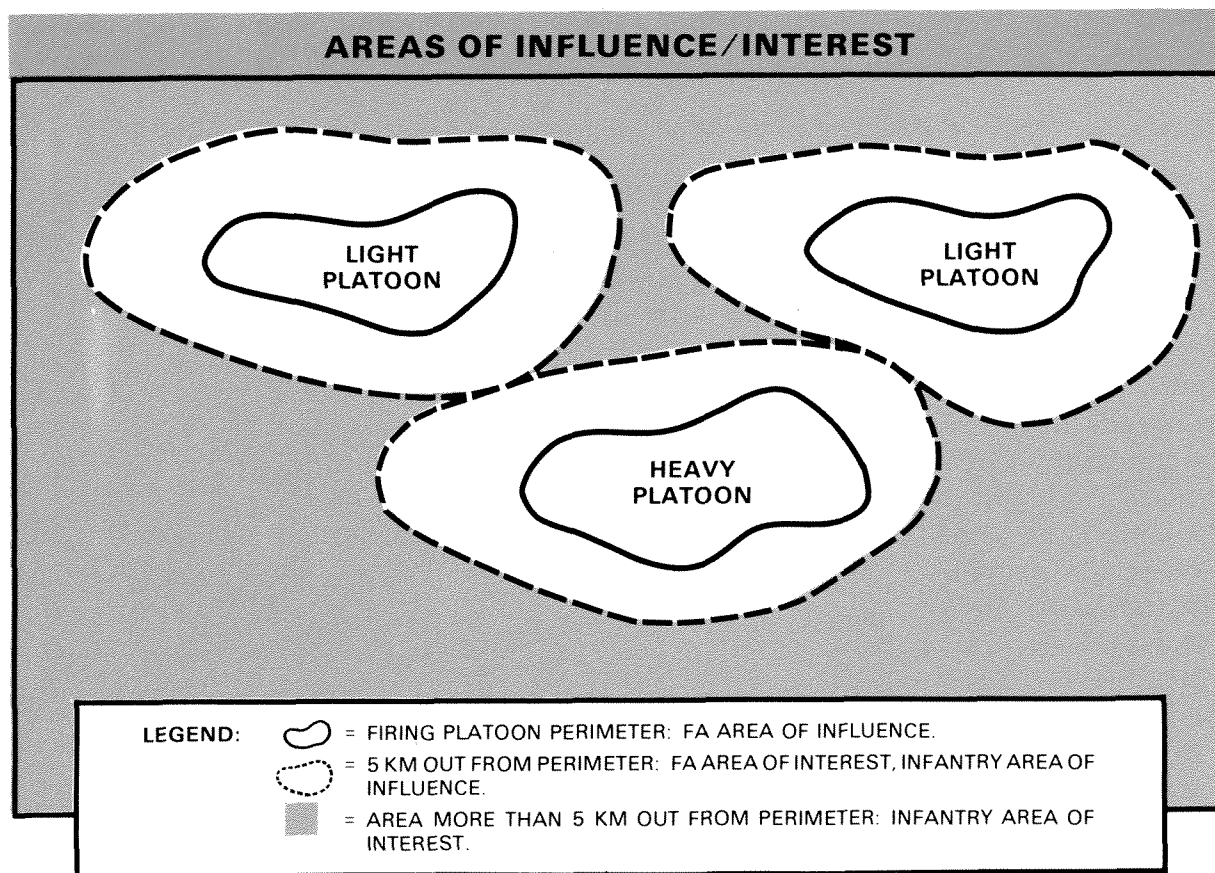 AREAS OF INFLUENCE/INTEREST
LIGHT
PLATOON
LIGHT
PLATOON
HEAVY
PLATOON
LEGEND:
= FIRING PLATOON PERIMETER: FA AREA OF INFLUENCE.
= 5 KM OUT FROM PERIMETER: FA AREA OF INTEREST, INFANTRY AREA OF
INFLUENCE.
= AREA MORE THAN 5 KM OUT FROM PERIMETER: INFANTRY AREA OF
INTEREST.